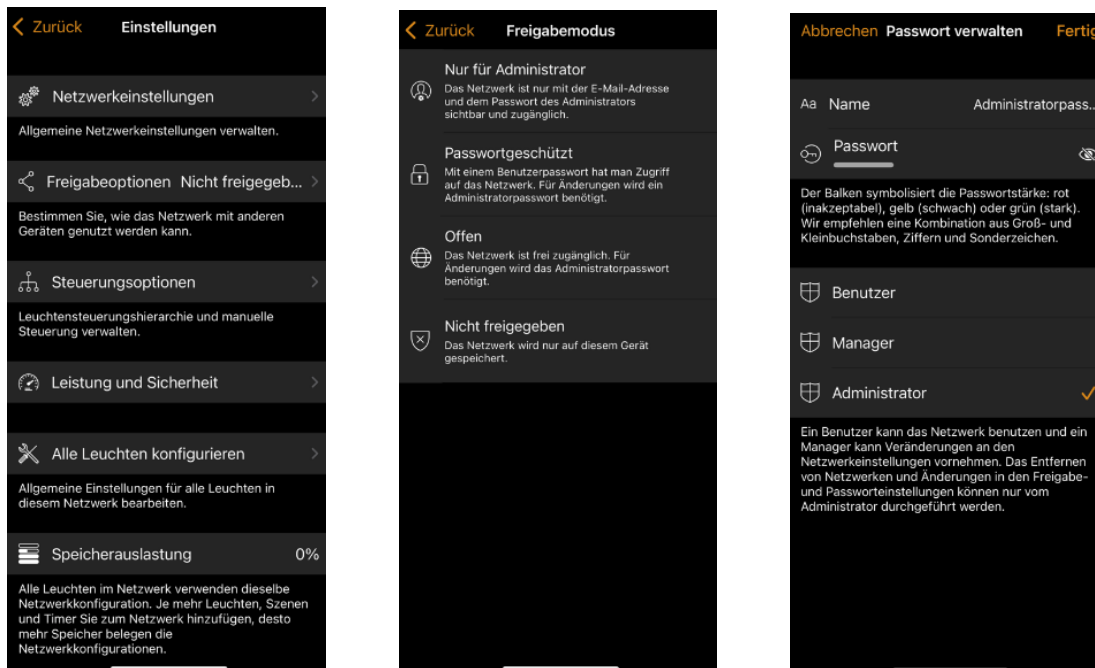 Zurück Einstellungen
Netzwerkeinstellungen
Allgemeine Netzwerkeinstellungen verwalten.
Freigabeoptionen Nicht freigegeb...
Bestimmen Sie, wie das Netzwerk mit anderen
Geräten genutzt werden kann.
Steuerungsoptionen
Leuchtensteuerungshierarchie und manuelle
Steuerung verwalten.
Leistung und Sicherheit
Alle Leuchten konfigurieren
Allgemeine Einstellungen für alle Leuchten in
diesem Netzwerk bearbeiten.
Speicherauslastung 0%
Alle Leuchten im Netzwerk verwenden dieselbe
Netzwerkkonfiguration. Je mehr Leuchten, Szenen
und Timer Sie zum Netzwerk hinzufügen, desto
mehr Speicher belegen die
Netzwerkkonfigurationen.
Zurück Freigabemodus
Nur für Administrator
Das Netzwerk ist nur mit der E-Mail-Adresse
und dem Passwort des Administrators
sichtbar und zugänglich.
Passwortgeschützt
Mit einem Benutzerpasswort hat man Zugriff
auf das Netzwerk. Für Änderungen wird ein
Administratorpasswort benötigt.
Offen
Das Netzwerk ist frei zugänglich. Für
Änderungen wird das Administratorpasswort
benötigt.
Nicht freigegeben
Das Netzwerk wird nur auf diesem Gerät
gespeichert.
Abbrechen Passwort verwalten Fertig
Aa Name Administratorpass...
Passwort
Der Balken symbolisiert die Passwortstärke: rot
(inakzeptabel), gelb (schwach) oder grün (stark).
Wir empfehlen eine Kombination aus Groß- und
Kleinbuchstaben, Ziffern und Sonderzeichen.
Benutzer
Manager
Administrator
Ein Benutzer kann das Netzwerk benutzen und ein
Manager kann Veränderungen an den
Netzwerkeinstellungen vornehmen. Das Entfernen
von Netzwerken und Änderungen in den Freigabe-
und Passworteinstellungen können nur vom
Administrator durchgeführt werden.